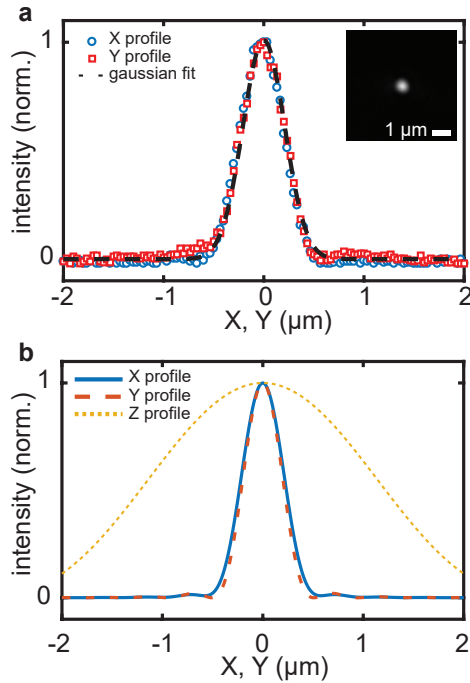 a
X profile
Y profile
gaussian fit
1 µm
intensity (norm.)
1
0
-2 -1 0 1 2
X, Y (µm)
b
X profile
Y profile
Z profile
intensity (norm.)
1
0
-2 -1 0 1 2
X, Y (µm)